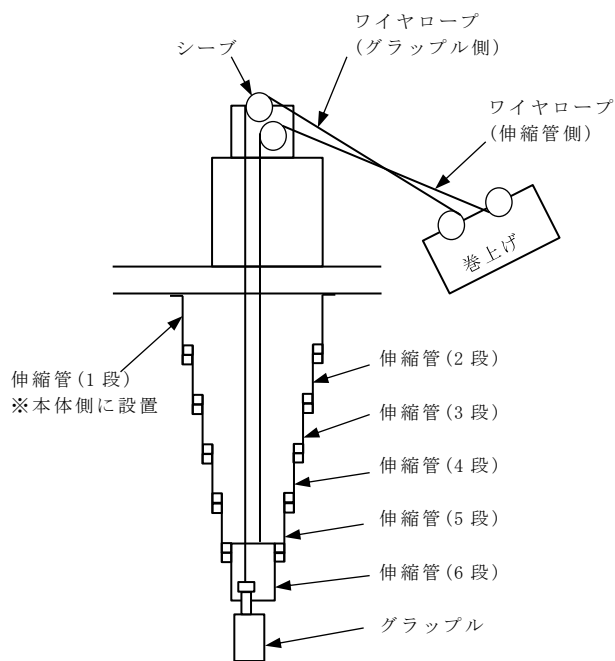 ワイヤロープ
(グラップル側)
シーブ
ワイヤロープ
(伸縮管側)
巻上げ
伸縮管(1段)
※本体側に設置
伸縮管(2段)
伸縮管(3段)
伸縮管(4段)
伸縮管(5段)
伸縮管(6段)
グラップル